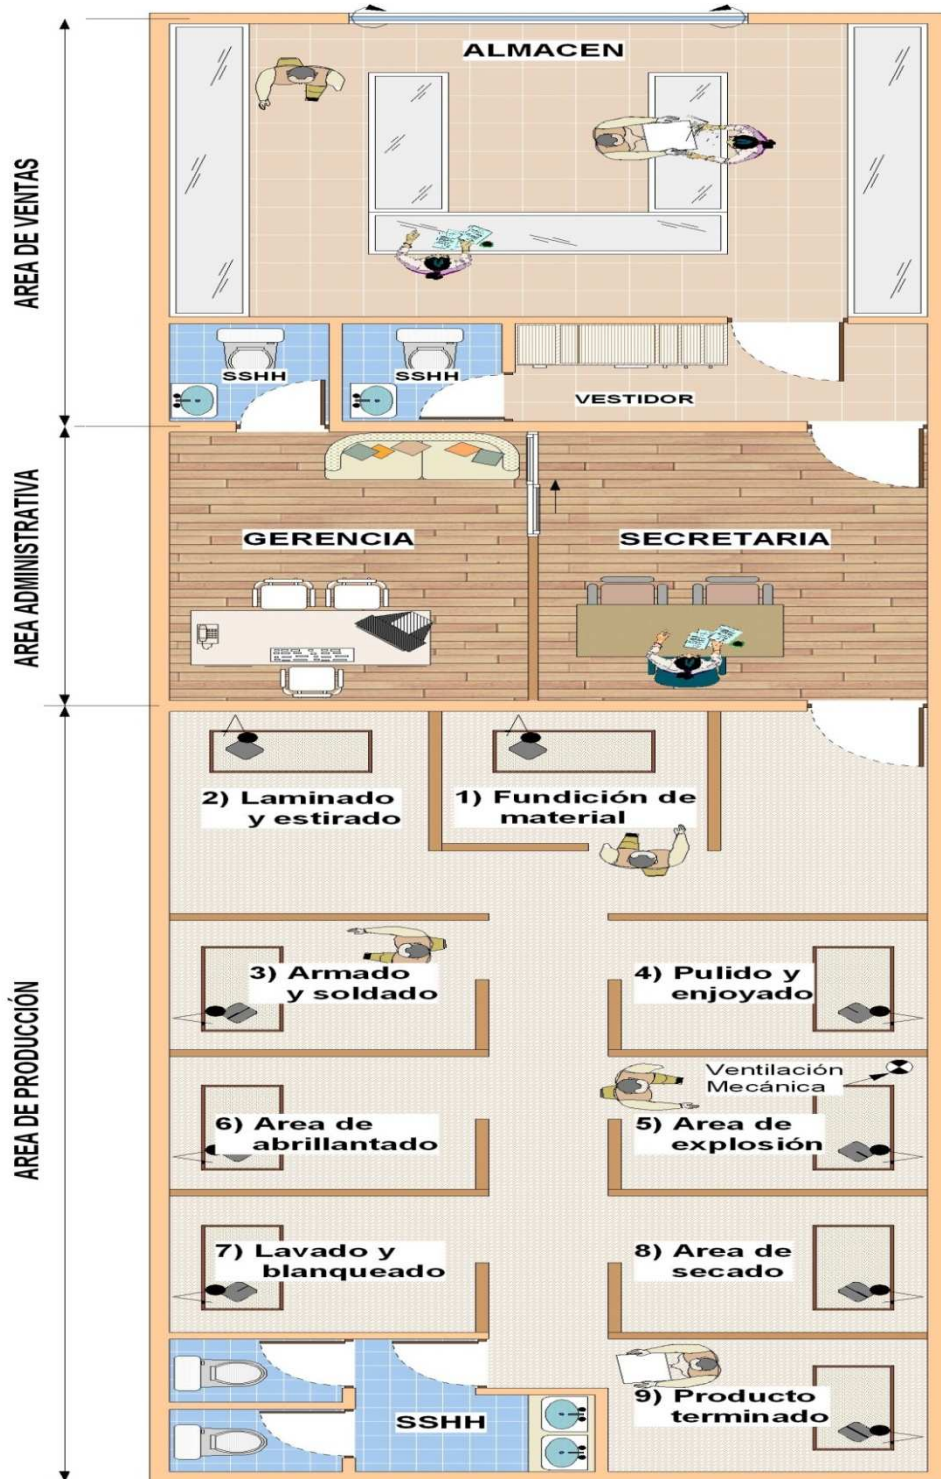 ALMACEN
AREA DE VENTAS
SSHH
SSHH
VESTIDOR
AREA ADMINISTRATIVA
GERENCIA
SECRETARIA
2) Laminado
y estirado
1) Fundición de
material
AREA DE PRODUCCIÓN
3) Armado
y soldado
4) Pulido y
enjoyado
Ventilación
Mecánica
6) Area de
abrillantado
5) Area de
explosión
7) Lavado y
blanqueado
8) Area de
secado
SSHH
9) Producto
terminado